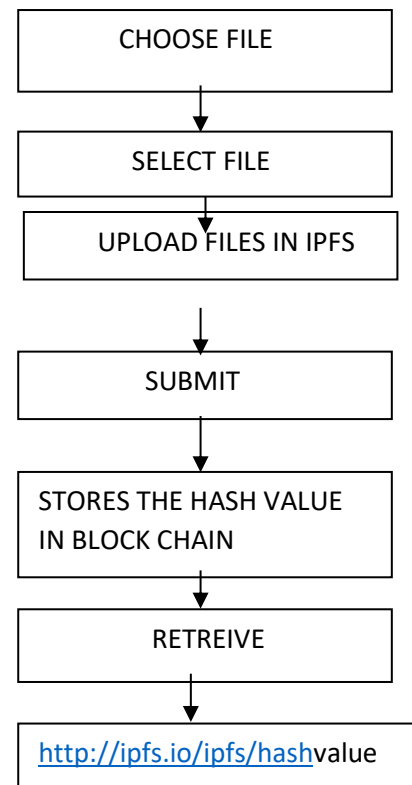 CHOOSE FILE
SELECT FILE
UPLOAD FILES IN IPFS
SUBMIT
STORES THE HASH VALUE
IN BLOCK CHAIN
RETREIVE
http://ipfs.io/ipfs/hashvalue